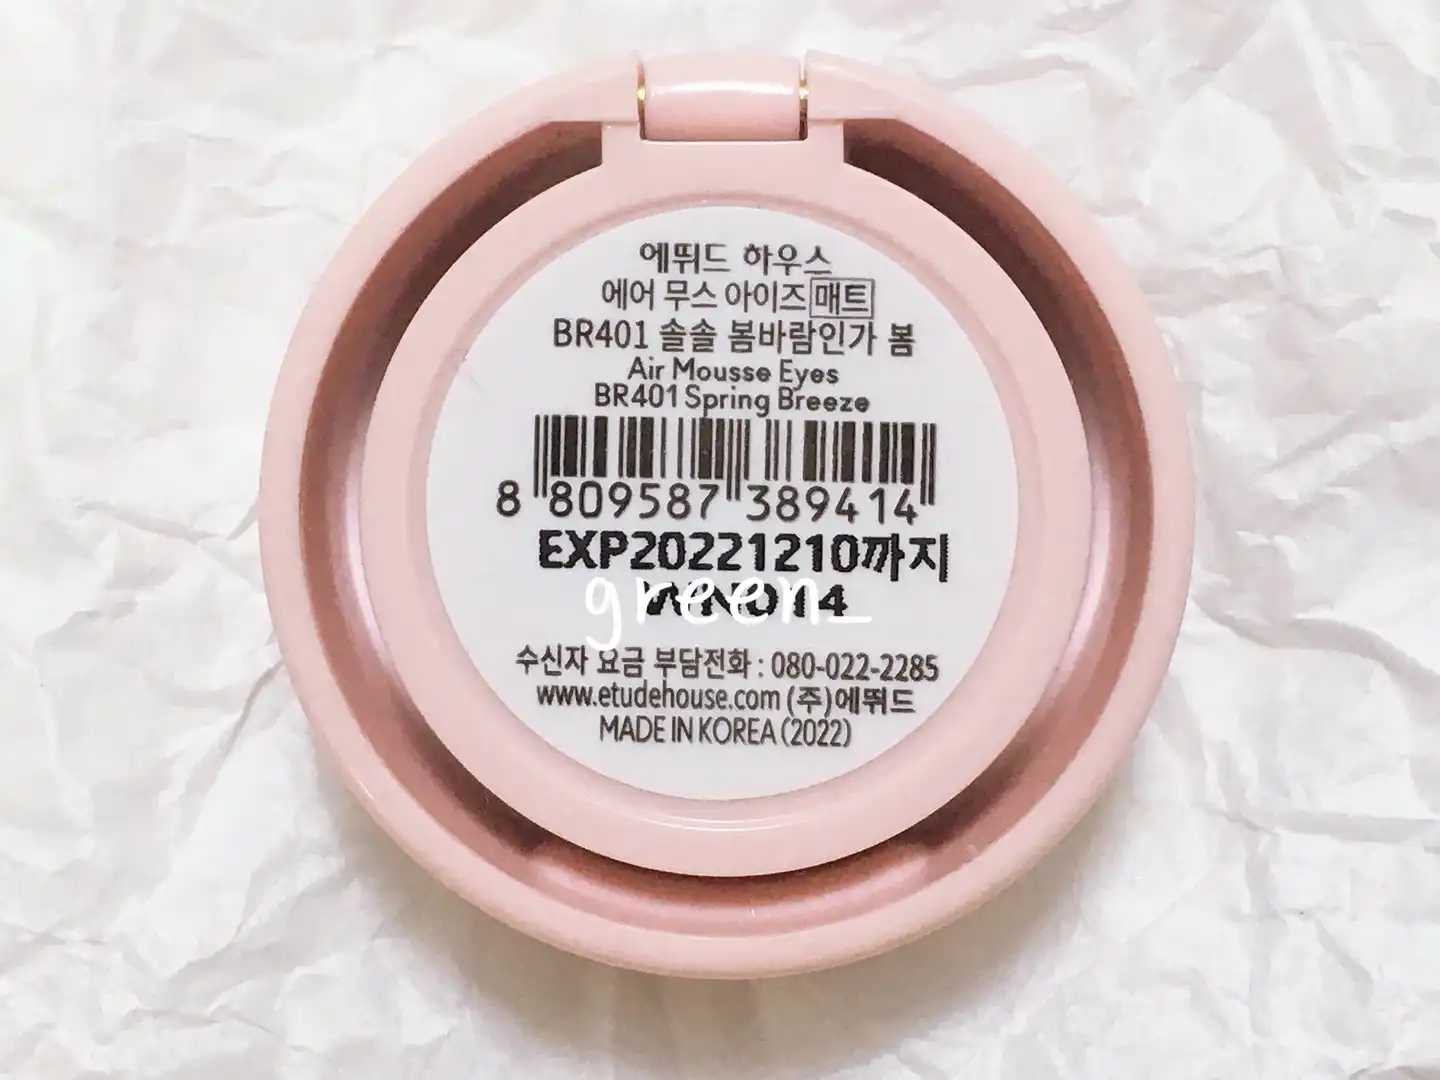 에뛰드 하우스
에어 무스 아이즈 매트
BR401 솔솔 봄바람인가 봄
Air Mousse Eyes
BR401 Spring Breeze
8 809587 389414
EXP20221210까지
green_
수신자 요금 부담전화 : 080-022-2285
www.etudehouse.com (주)에뛰드
MADE IN KOREA (2022)